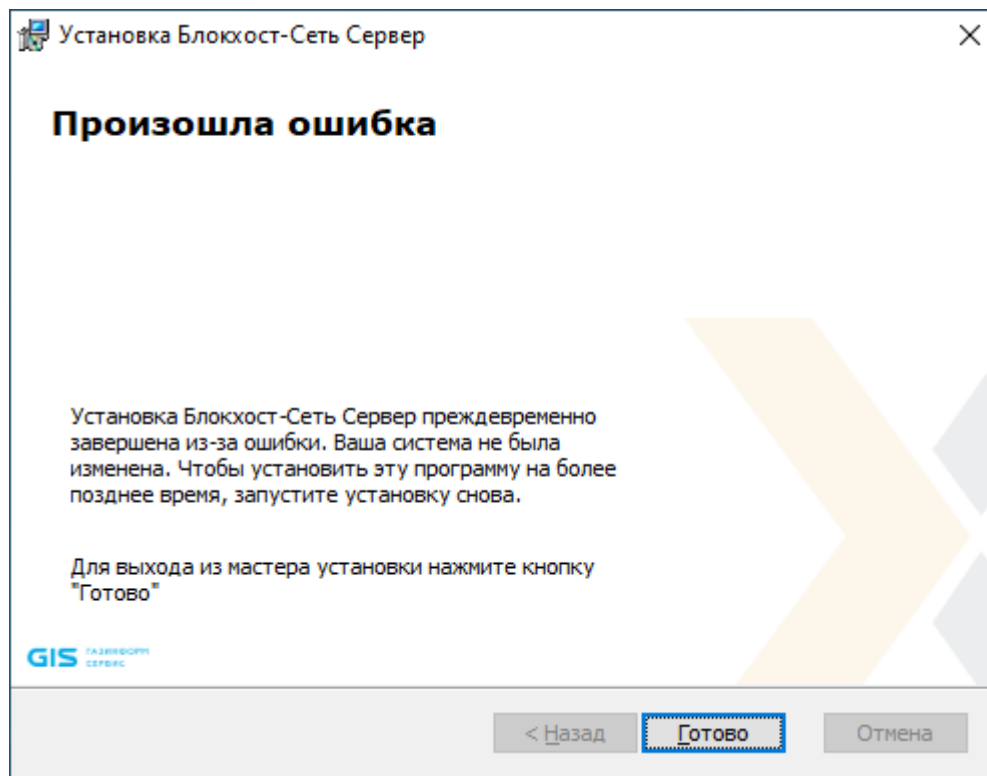 Установка Блокхост-Сеть Сервер
Произошла ошибка
Установка Блокхост-Сеть Сервер преждевременно
завершена из-за ошибки. Ваша система не была
изменена. Чтобы установить эту программу на более
позднее время, запустите установку снова.
Для выхода из мастера установки нажмите кнопку
"Готово"
GIS ГАЗИНФОРМ
СЕРВИС
< Назад Готово Отмена